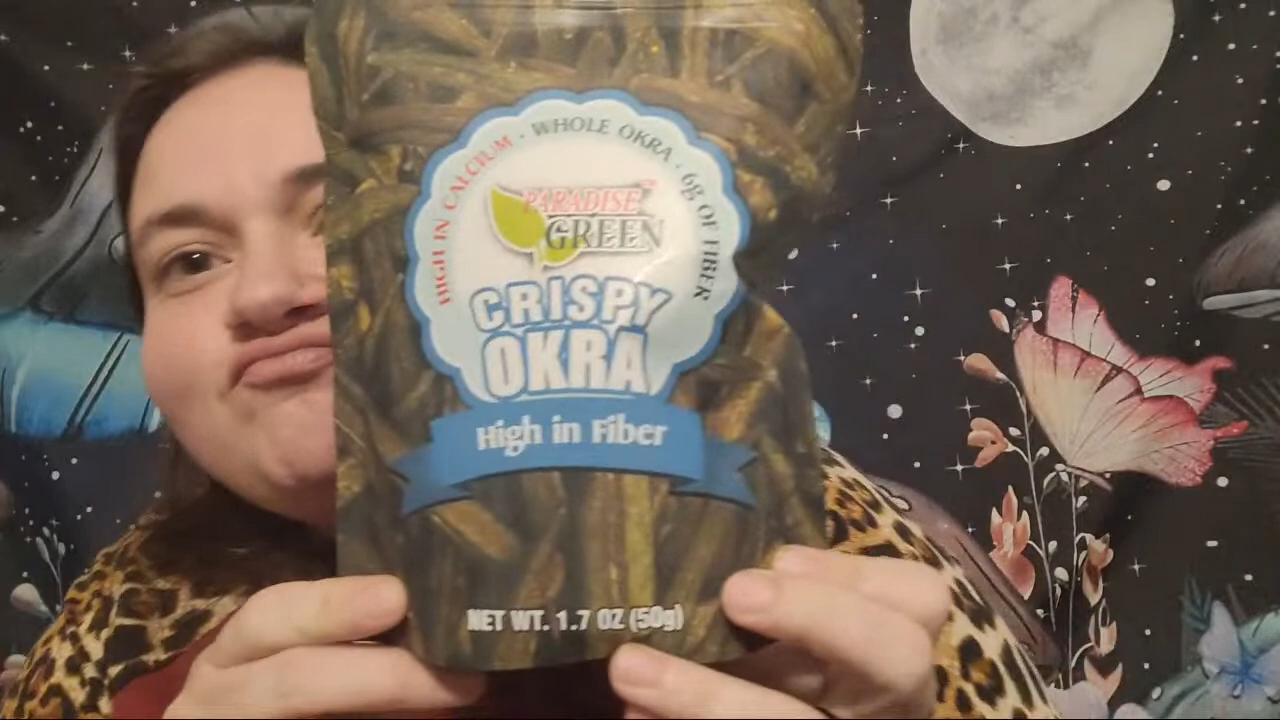 HIGH IN CALCIUM · WHOLE OKRA · 6g OF FIBER
PARADISE™
GREEN
CRISPY
OKRA
High in Fiber
NET WT. 1.7 OZ (50g)